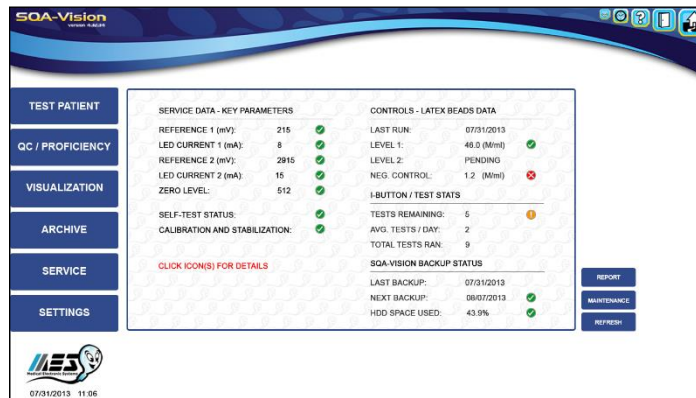 SQA-Vision
TEST PATIENT
QC / PROFICIENCY
VISUALIZATION
ARCHIVE
SERVICE
SETTINGS
SERVICE DATA - KEY PARAMETERS
REFERENCE 1 (mV): 215
LED CURRENT 1 (mA): 8
REFERENCE 2 (mV): 2915
LED CURRENT 2 (mA): 15
ZERO LEVEL: 512
SELF-TEST STATUS:
CALIBRATION AND STABILIZATION:
CLICK ICON(S) FOR DETAILS
CONTROLS - LATEX BEADS DATA
LAST RUN: 07/31/2013
LEVEL 1: 46.0 (M/ml)
LEVEL 2: PENDING
NEG. CONTROL: 1.2 (M/ml)
I-BUTTON / TEST STATS
TESTS REMAINING: 5
AVG. TESTS / DAY: 2
TOTAL TESTS RAN: 9
SQA-VISION BACKUP STATUS
LAST BACKUP: 07/31/2013
NEXT BACKUP: 08/07/2013
HDD SPACE USED: 43.9%
REPORT
MAINTENANCE
REFRESH
MES
Medical Electronic Systems
07/31/2013 11:06